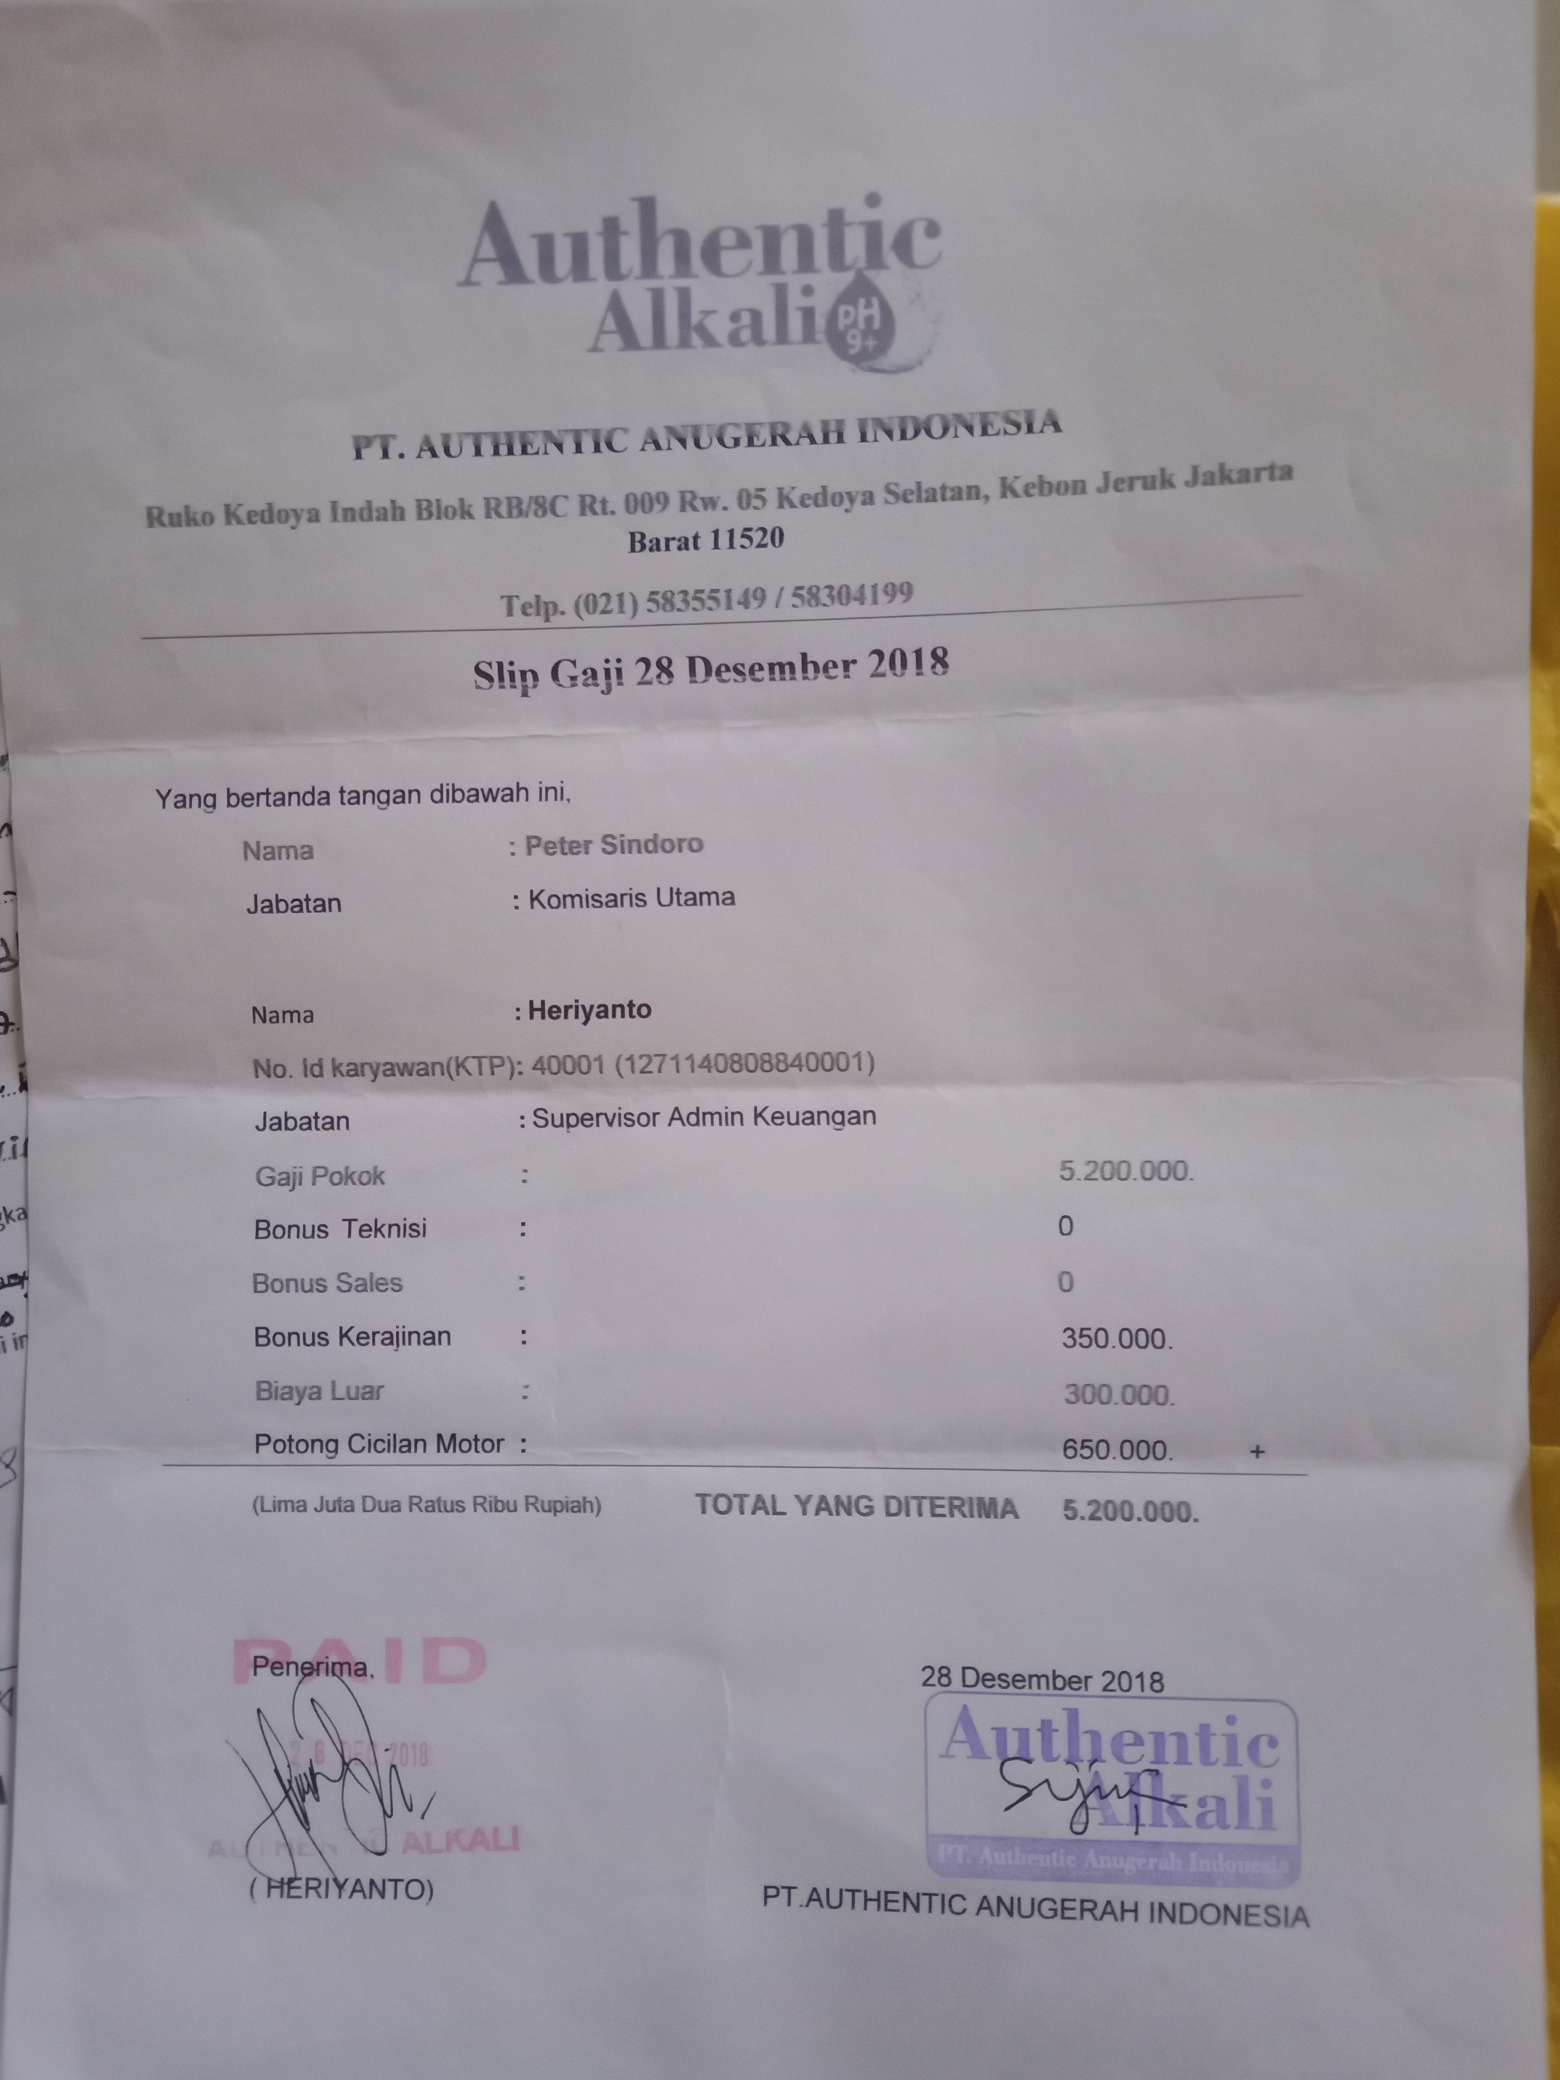 Authentic
Alkali pH 9+
PT. AUTHENTIC ANUGERAH INDONESIA
Ruko Kedoya Indah Blok RB/8C Rt. 009 Rw. 05 Kedoya Selatan, Kebon Jeruk Jakarta
Barat 11520
Telp. (021) 58355149 / 58304199
Slip Gaji 28 Desember 2018
Yang bertanda tangan dibawah ini,
Nama : Peter Sindoro
Jabatan : Komisaris Utama
Nama : Heriyanto
No. Id karyawan(KTP): 40001 (1271140808840001)
Jabatan : Supervisor Admin Keuangan
Gaji Pokok : 5.200.000.
Bonus Teknisi : 0
Bonus Sales : 0
Bonus Kerajinan : 350.000.
Biaya Luar : 300.000.
Potong Cicilan Motor : 650.000. +
(Lima Juta Dua Ratus Ribu Rupiah) TOTAL YANG DITERIMA 5.200.000.
PAID
Penerima, 28 Desember 2018
2018
ALKALI
Authentic
Alkali
PT. Authentic Anugerah Indonesia
( HERIYANTO) PT.AUTHENTIC ANUGERAH INDONESIA